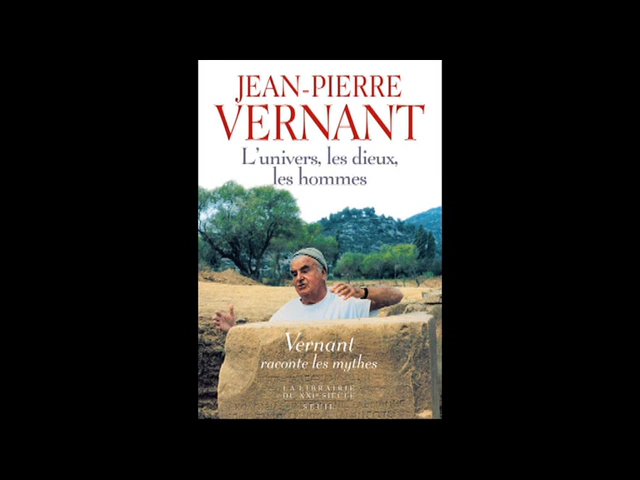 JEAN-PIERRE
VERNANT
L'univers, les dieux,
les hommes
Vernant
raconte les mythes
LA LIBRAIRIE
DU XXIe SIÈCLE
SEUIL